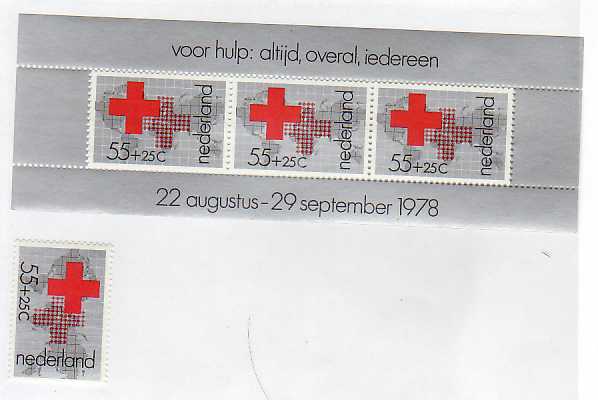 voor hulp: altijd, overal, iedereen
55+25C nederland
55+25C nederland
55+25C nederland
22 augustus-29 september 1978
55+25C
nederland